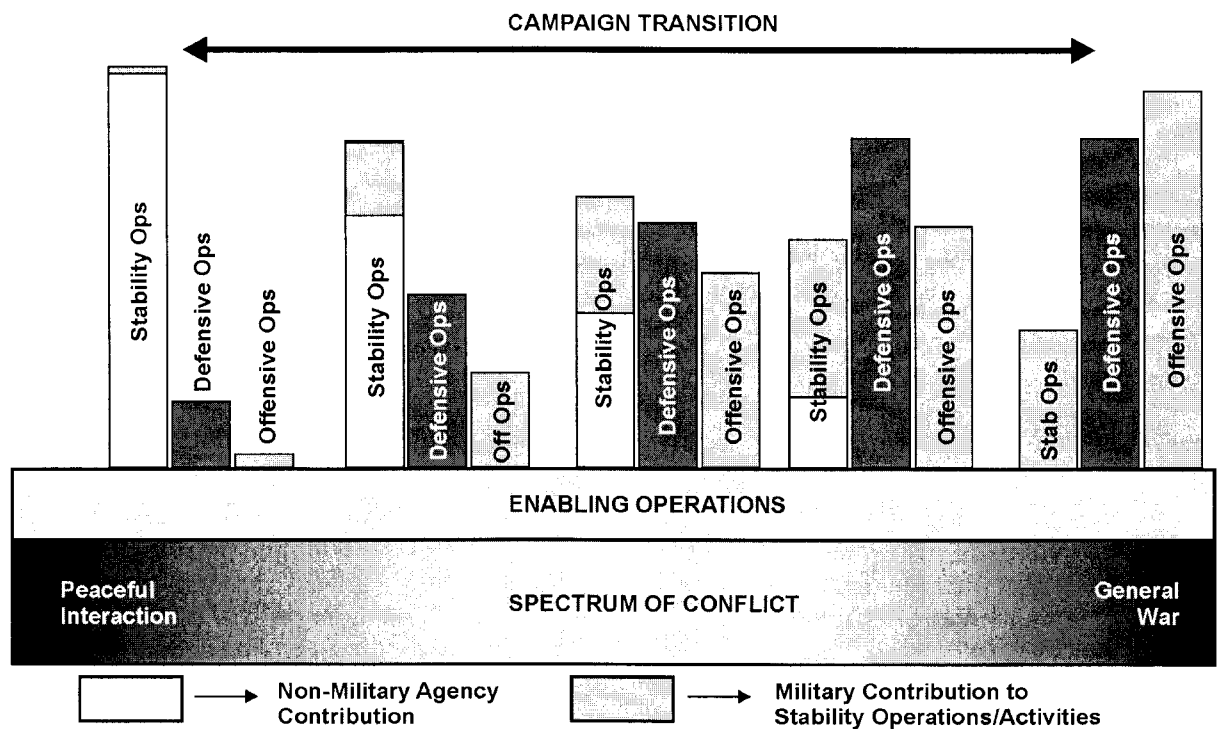 CAMPAIGN TRANSITION
Stability Ops
Defensive Ops
Offensive Ops
Stability Ops
Defensive Ops
Off Ops
Stability Ops
Defensive Ops
Offensive Ops
Stability Ops
Defensive Ops
Offensive Ops
Stab Ops
Defensive Ops
Offensive Ops
ENABLING OPERATIONS
Peaceful
Interaction
SPECTRUM OF CONFLICT
General
War
Non-Military Agency
Contribution
Military Contribution to
Stability Operations/Activities